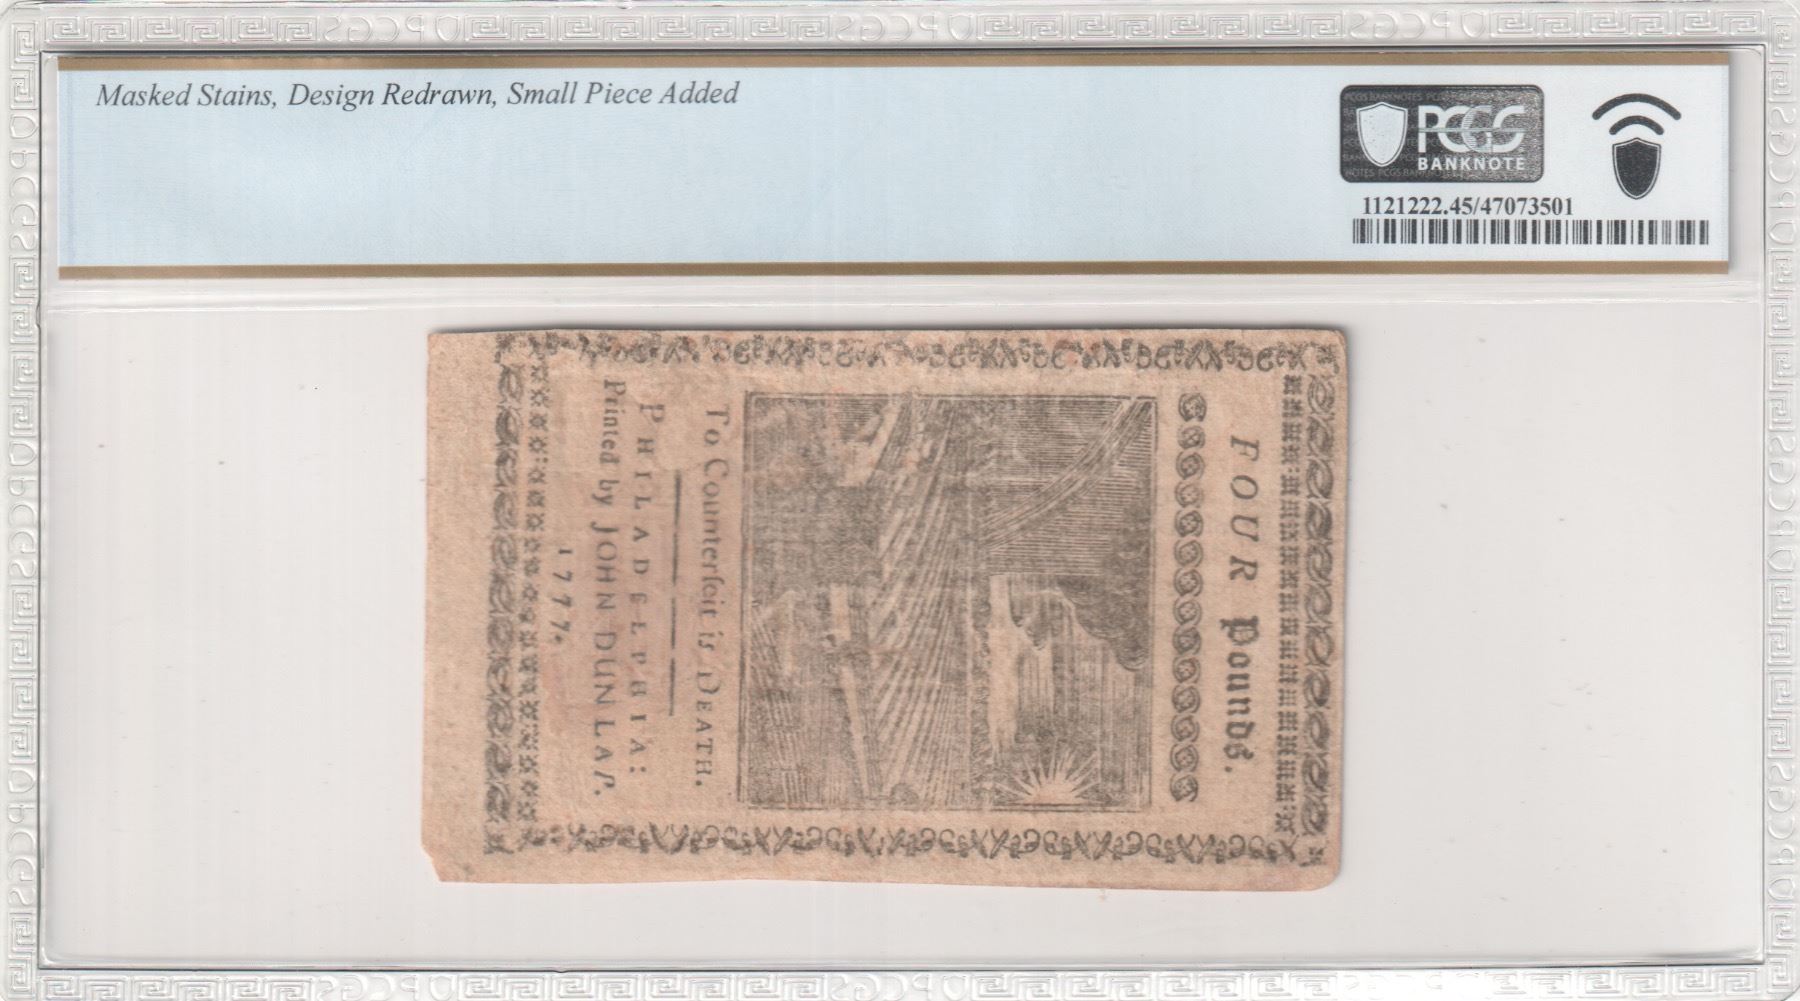 Masked Stains, Design Redrawn, Small Piece Added
PCGS
BANKNOTE
1121222.45/47073501
FOUR Pounds.
To Counterfeit is DEATH.
PHILADELPHIA:
Printed by JOHN DUNLAP.
1777.